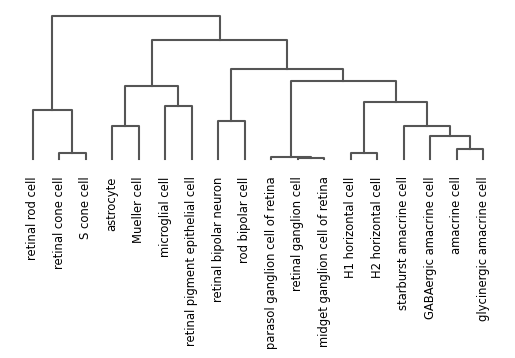 retinal rod cell
retinal cone cell
S cone cell
astrocyte
Mueller cell
microglial cell
retinal pigment epithelial cell
retinal bipolar neuron
rod bipolar cell
parasol ganglion cell of retina
retinal ganglion cell
midget ganglion cell of retina
H1 horizontal cell
H2 horizontal cell
starburst amacrine cell
GABAergic amacrine cell
amacrine cell
glycinergic amacrine cell